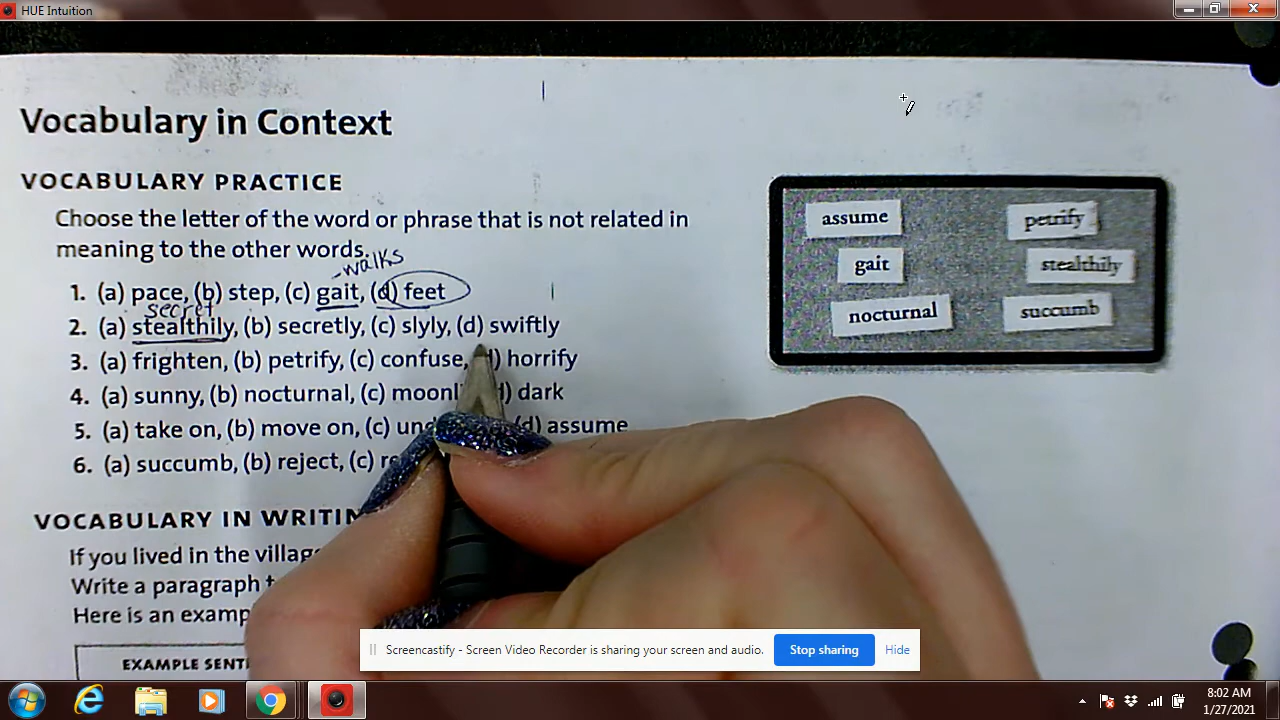 HUE Intuition
Vocabulary in Context
VOCABULARY PRACTICE
Choose the letter of the word or phrase that is not related in
meaning to the other words.
-walks
1. (a) pace, (b) step, (c) gait, (d) feet
secret
2. (a) stealthily, (b) secretly, (c) slyly, (d) swiftly
3. (a) frighten, (b) petrify, (c) confuse, (d) horrify
4. (a) sunny, (b) nocturnal, (c) dark
5. (a) take on, (b) move on, (c) (d) assume
6. (a) succumb, (b) reject, (c)
assume
petrify
gait
stealthily
nocturnal
succumb
VOCABULARY IN
If you lived in the
Write a paragraph
Here is an
EXAMPLE
Screencastify - Screen Video Recorder is sharing your screen and audio.
Stop sharing
Hide
8:02 AM
1/27/2021